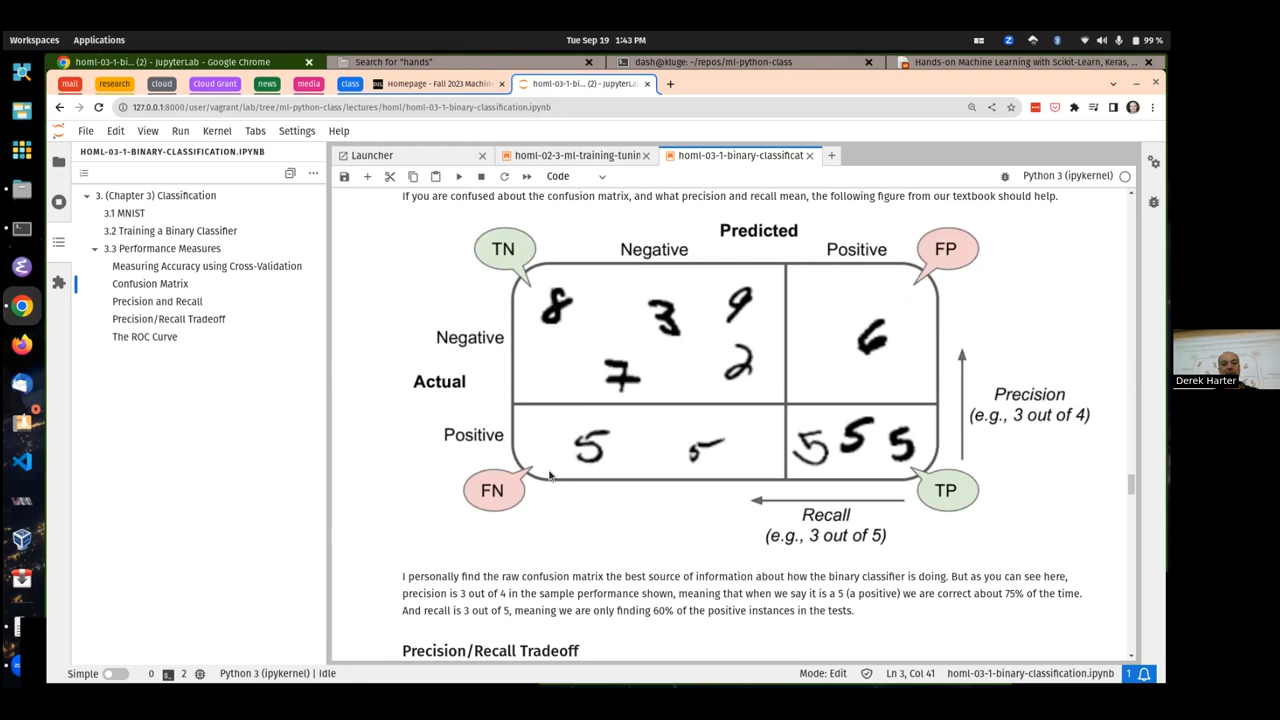 Workspaces Applications Tue Sep 19 1:43 PM 99 %
homl-03-1-bi... (2) - JupyterLab - Google Chrome Search for "hands" dash@kluge: ~/repos/ml-python-class Hands-on Machine Learning with Scikit-Learn, Keras, ...
mail research cloud Cloud Grant news media class Homepage - Fall 2023 Machine homl-03-1-bi... (2) - JupyterLa
127.0.0.1:8000/user/vagrant/lab/tree/ml-python-class/lectures/homl/homl-03-1-binary-classification.ipynb
File Edit View Run Kernel Tabs Settings Help
HOML-03-1-BINARY-CLASSIFICATION.IPYNB
3. (Chapter 3) Classification
3.1 MNIST
3.2 Training a Binary Classifier
3.3 Performance Measures
Measuring Accuracy using Cross-Validation
Confusion Matrix
Precision and Recall
Precision/Recall Tradeoff
The ROC Curve
Launcher homl-02-3-ml-training-tunin homl-03-1-binary-classificat
Code Python 3 (ipykernel)
If you are confused about the confusion matrix, and what precision and recall mean, the following figure from our textbook should help.
Predicted
TN Negative Positive FP
8 3 9
Negative 6
7 2
Actual
Precision
(e.g., 3 out of 4)
Positive 5 5 5 5 5
FN TP
Recall
(e.g., 3 out of 5)
I personally find the raw confusion matrix the best source of information about how the binary classifier is doing. But as you can see here,
precision is 3 out of 4 in the sample performance shown, meaning that when we say it is a 5 (a positive) we are correct about 75% of the time.
And recall is 3 out of 5, meaning we are only finding 60% of the positive instances in the tests.
Precision/Recall Tradeoff
Simple 0 2 Python 3 (ipykernel) | Idle Mode: Edit Ln 3, Col 41 homl-03-1-binary-classification.ipynb 1
Derek Harter